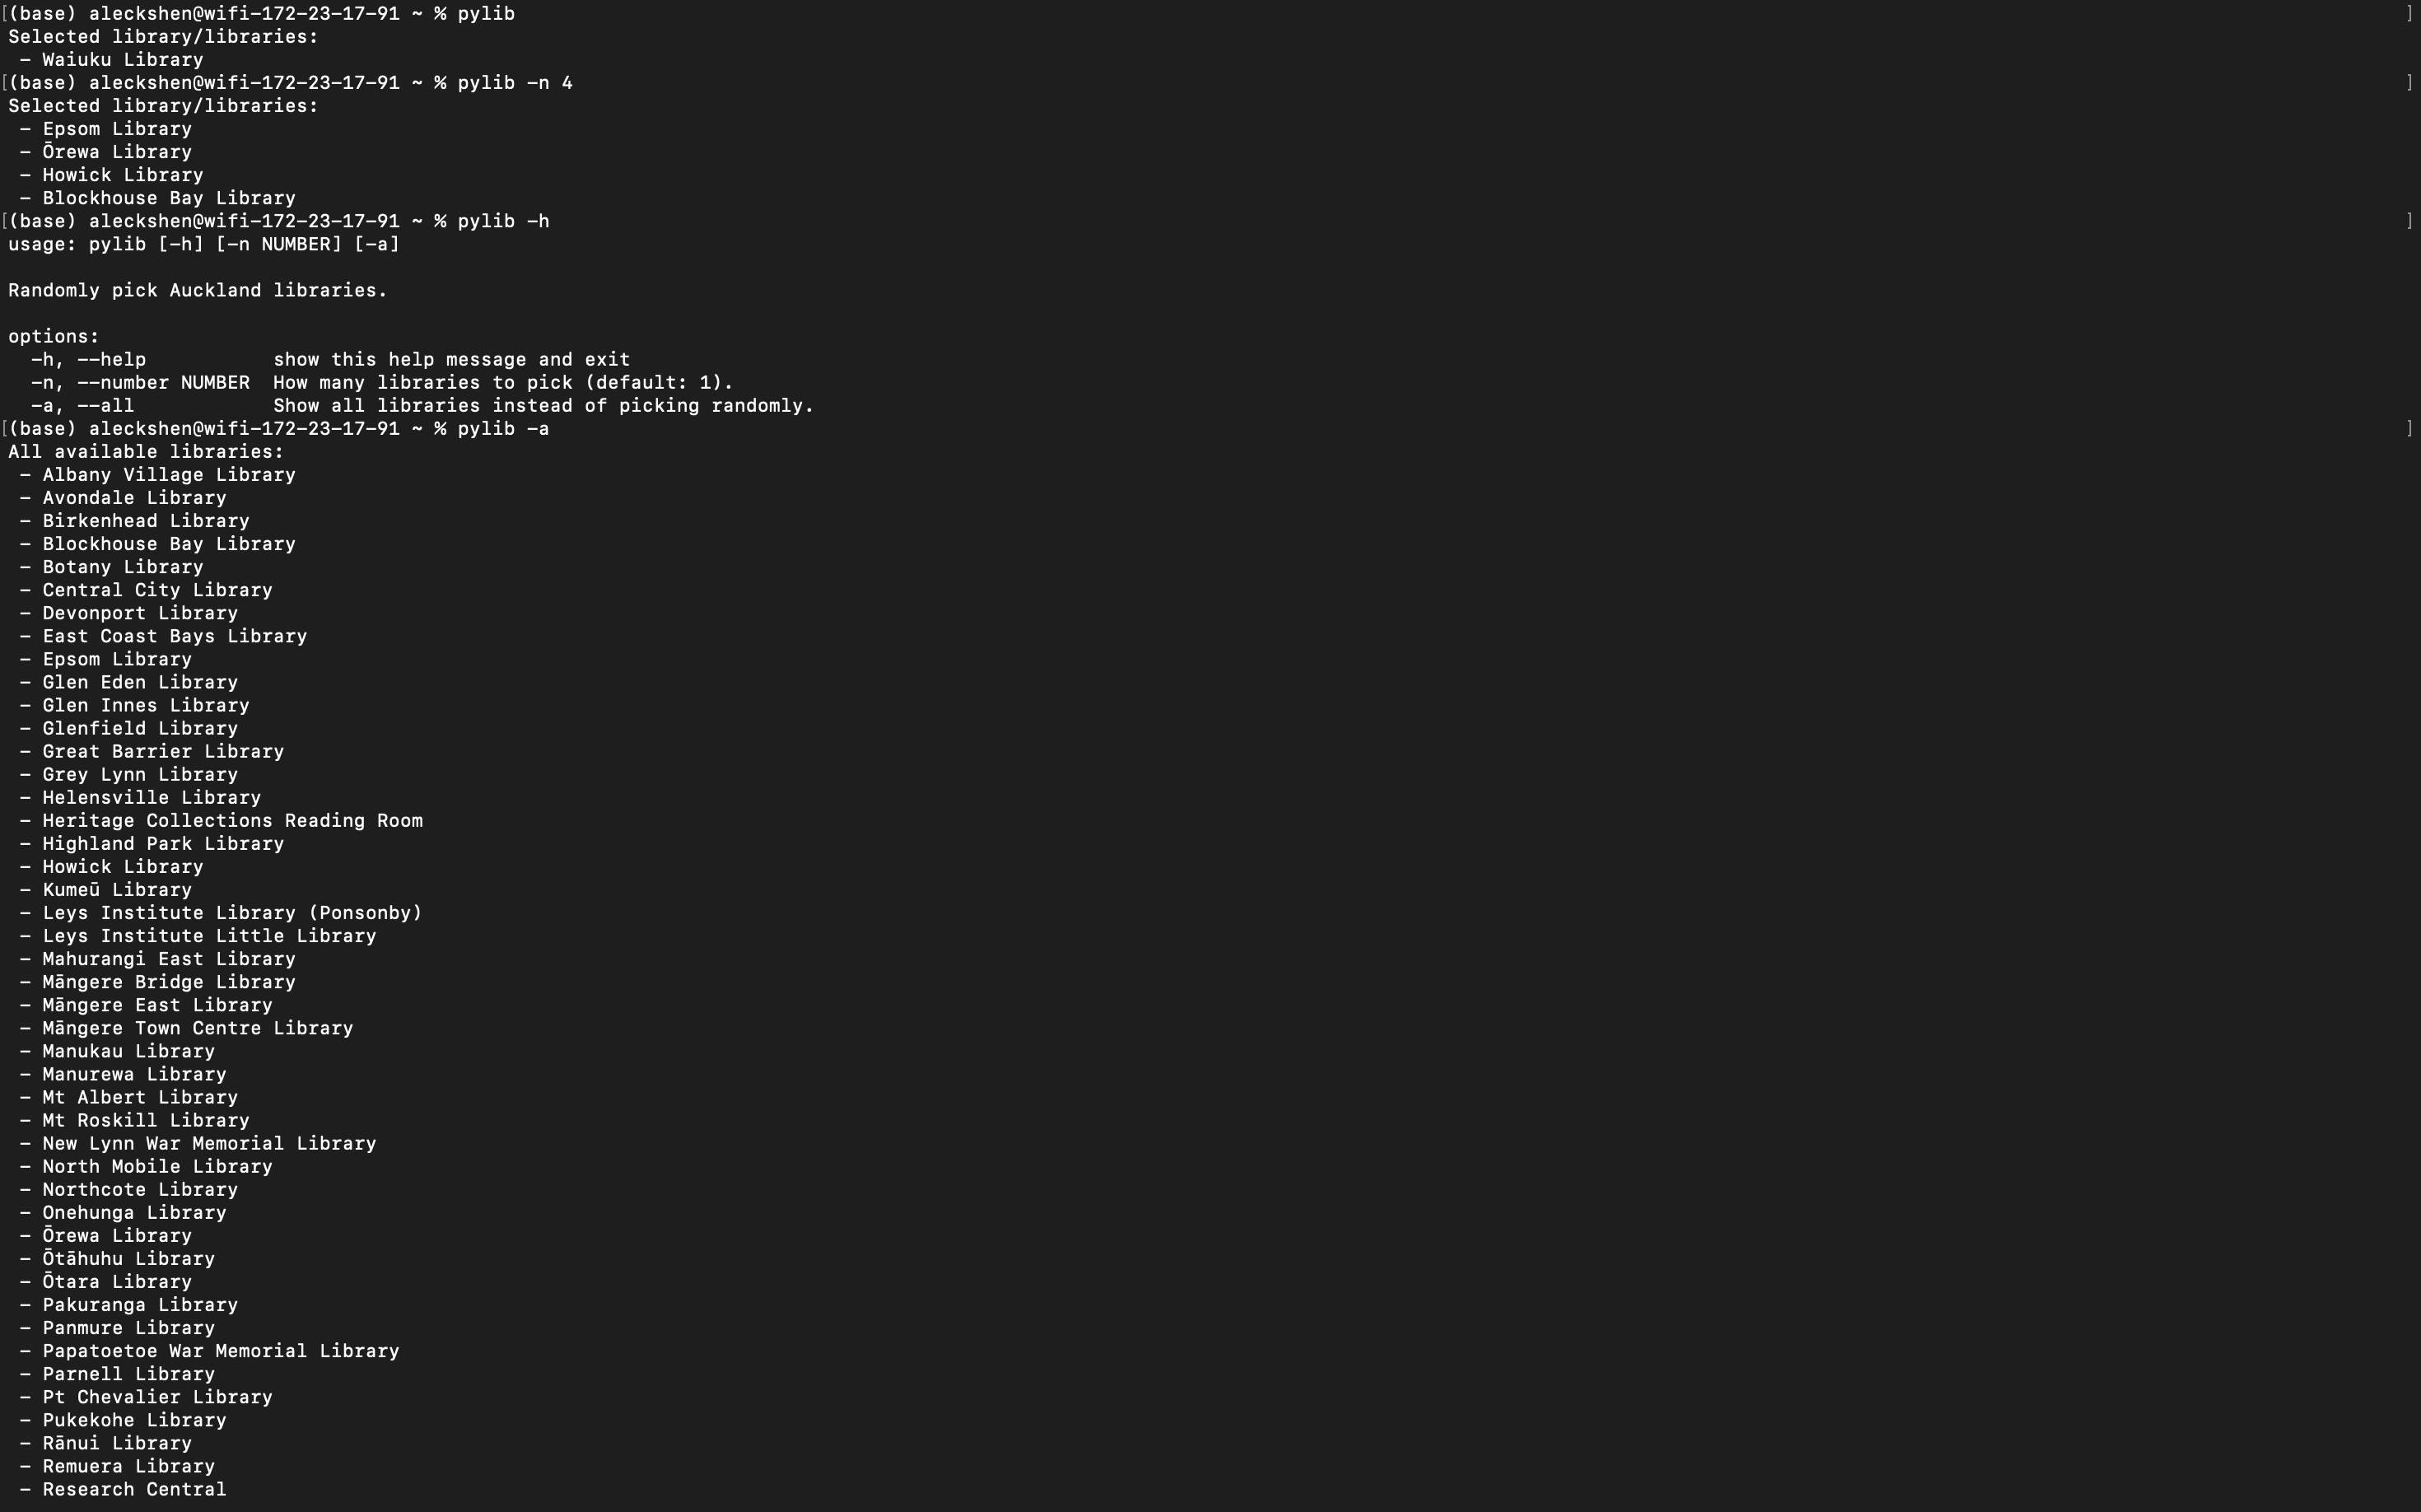 [(base) aleckshen@wifi-172-23-17-91 ~ % pylib ]
Selected library/libraries:
 - Waiuku Library
[(base) aleckshen@wifi-172-23-17-91 ~ % pylib -n 4 ]
Selected library/libraries:
 - Epsom Library
 - Ōrewa Library
 - Howick Library
 - Blockhouse Bay Library
[(base) aleckshen@wifi-172-23-17-91 ~ % pylib -h ]
usage: pylib [-h] [-n NUMBER] [-a]
Randomly pick Auckland libraries.
options:
  -h, --help           show this help message and exit
  -n, --number NUMBER  How many libraries to pick (default: 1).
  -a, --all            Show all libraries instead of picking randomly.
[(base) aleckshen@wifi-172-23-17-91 ~ % pylib -a ]
All available libraries:
 - Albany Village Library
 - Avondale Library
 - Birkenhead Library
 - Blockhouse Bay Library
 - Botany Library
 - Central City Library
 - Devonport Library
 - East Coast Bays Library
 - Epsom Library
 - Glen Eden Library
 - Glen Innes Library
 - Glenfield Library
 - Great Barrier Library
 - Grey Lynn Library
 - Helensville Library
 - Heritage Collections Reading Room
 - Highland Park Library
 - Howick Library
 - Kumeū Library
 - Leys Institute Library (Ponsonby)
 - Leys Institute Little Library
 - Mahurangi East Library
 - Māngere Bridge Library
 - Māngere East Library
 - Māngere Town Centre Library
 - Manukau Library
 - Manurewa Library
 - Mt Albert Library
 - Mt Roskill Library
 - New Lynn War Memorial Library
 - North Mobile Library
 - Northcote Library
 - Onehunga Library
 - Ōrewa Library
 - Ōtāhuhu Library
 - Ōtara Library
 - Pakuranga Library
 - Panmure Library
 - Papatoetoe War Memorial Library
 - Parnell Library
 - Pt Chevalier Library
 - Pukekohe Library
 - Rānui Library
 - Remuera Library
 - Research Central